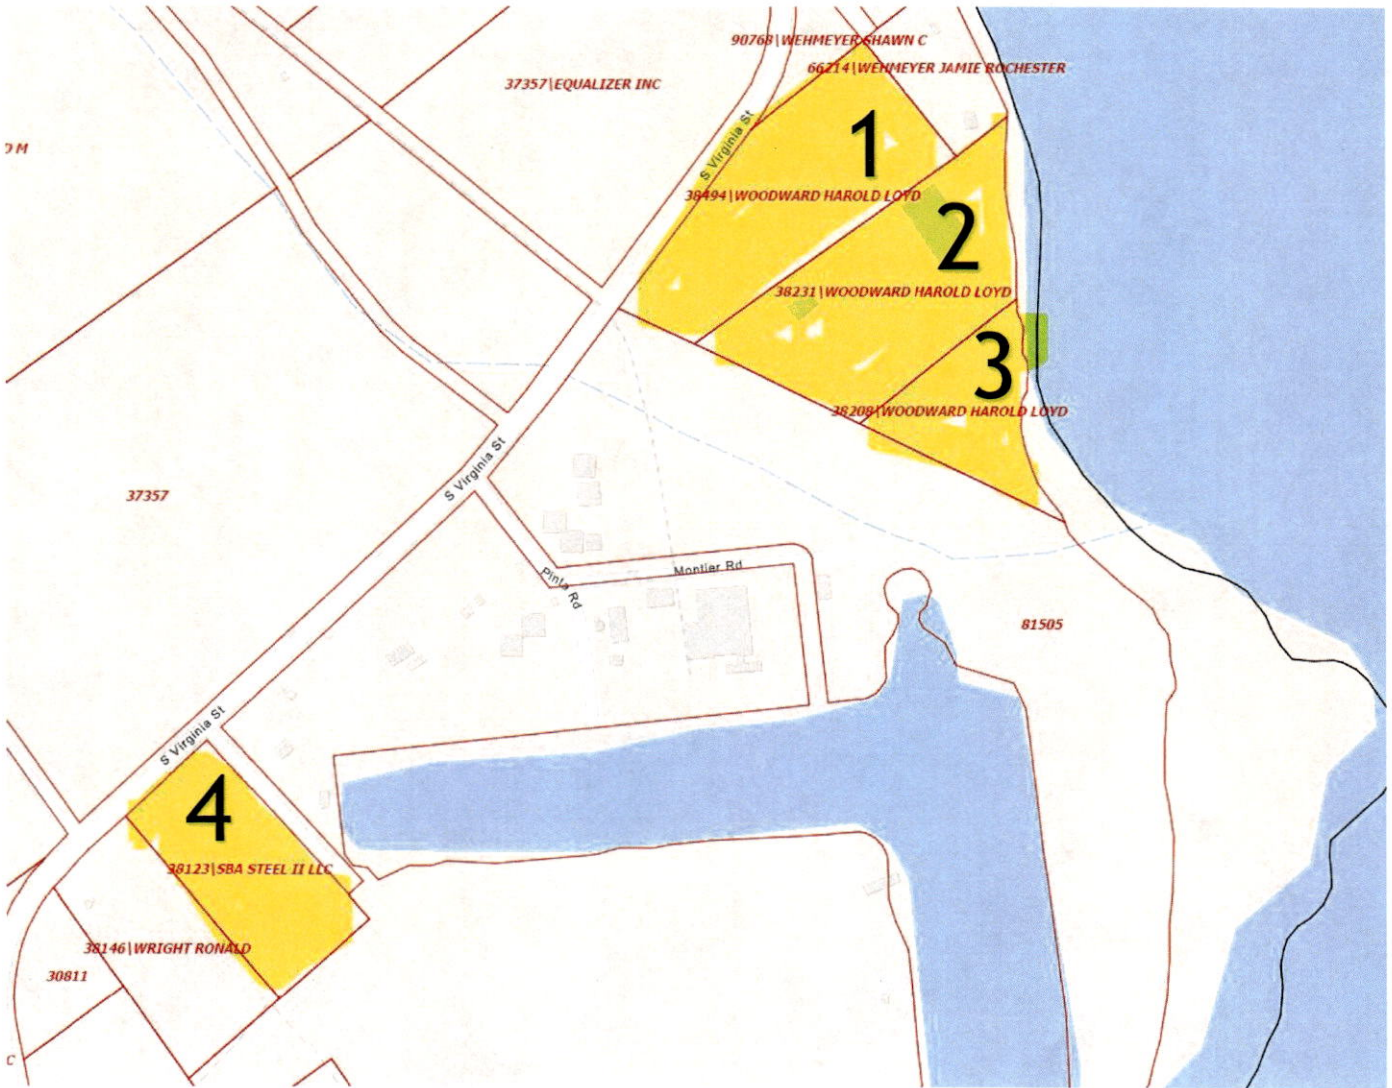 90768|WEHMEYER SHAWN C
66214|WEHMEYER JAMIE ROCHESTER
37357|EQUALIZER INC
S Virginia St
1
D M
38494|WOODWARD HAROLD LOYD
2
38231|WOODWARD HAROLD LOYD
3
38208|WOODWARD HAROLD LOYD
S Virginia St
37357
Pinta Rd
Montier Rd
81505
S Virginia St
4
38123|SBA STEEL II LLC
38146|WRIGHT RONALD
30811
C